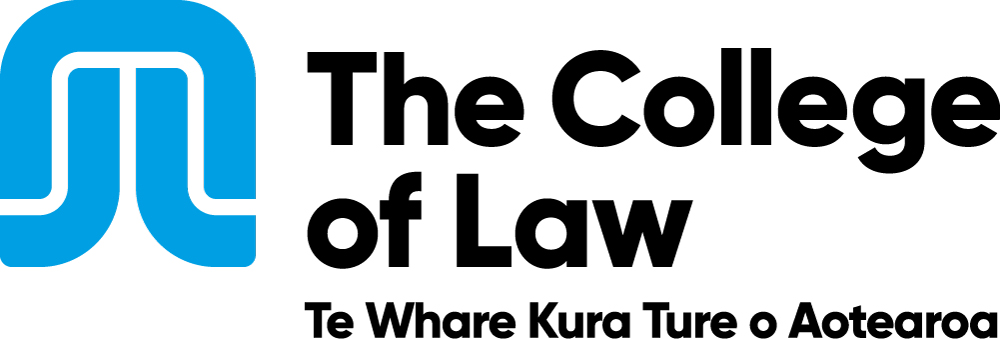 The College
of Law
Te Whare Kura Ture o Aotearoa